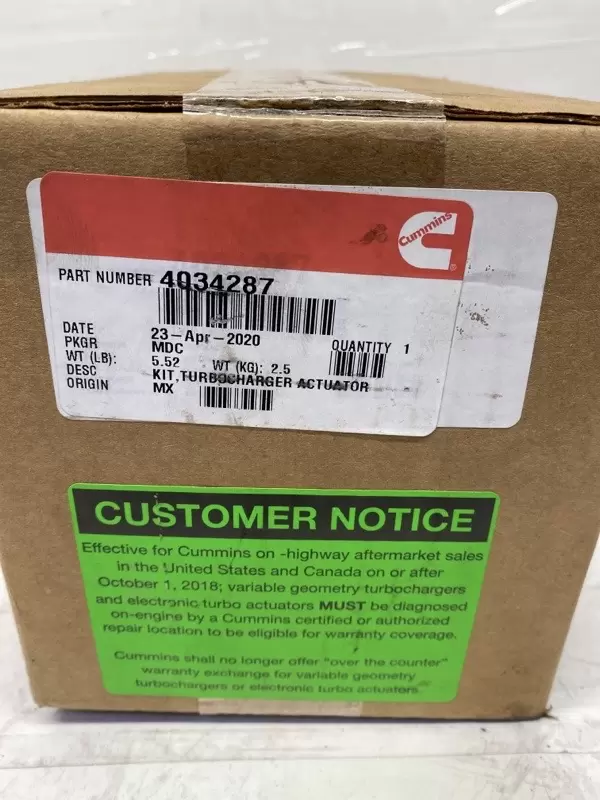 Cummins
PART NUMBER 4034287
DATE 23-Apr-2020 QUANTITY 1
PKGR MDC
WT (LB): 5.52 WT (KG): 2.5
DESC KIT,TURBOCHARGER ACTUATOR
ORIGIN MX
CUSTOMER NOTICE
Effective for Cummins on -highway aftermarket sales
in the United States and Canada on or after
October 1, 2018; variable geometry turbochargers
and electronic turbo actuators MUST be diagnosed
on-engine by a Cummins certified or authorized
repair location to be eligible for warranty coverage.
Cummins shall no longer offer "over the counter"
warranty exchange for variable geometry
turbochargers or electronic turbo actuators.